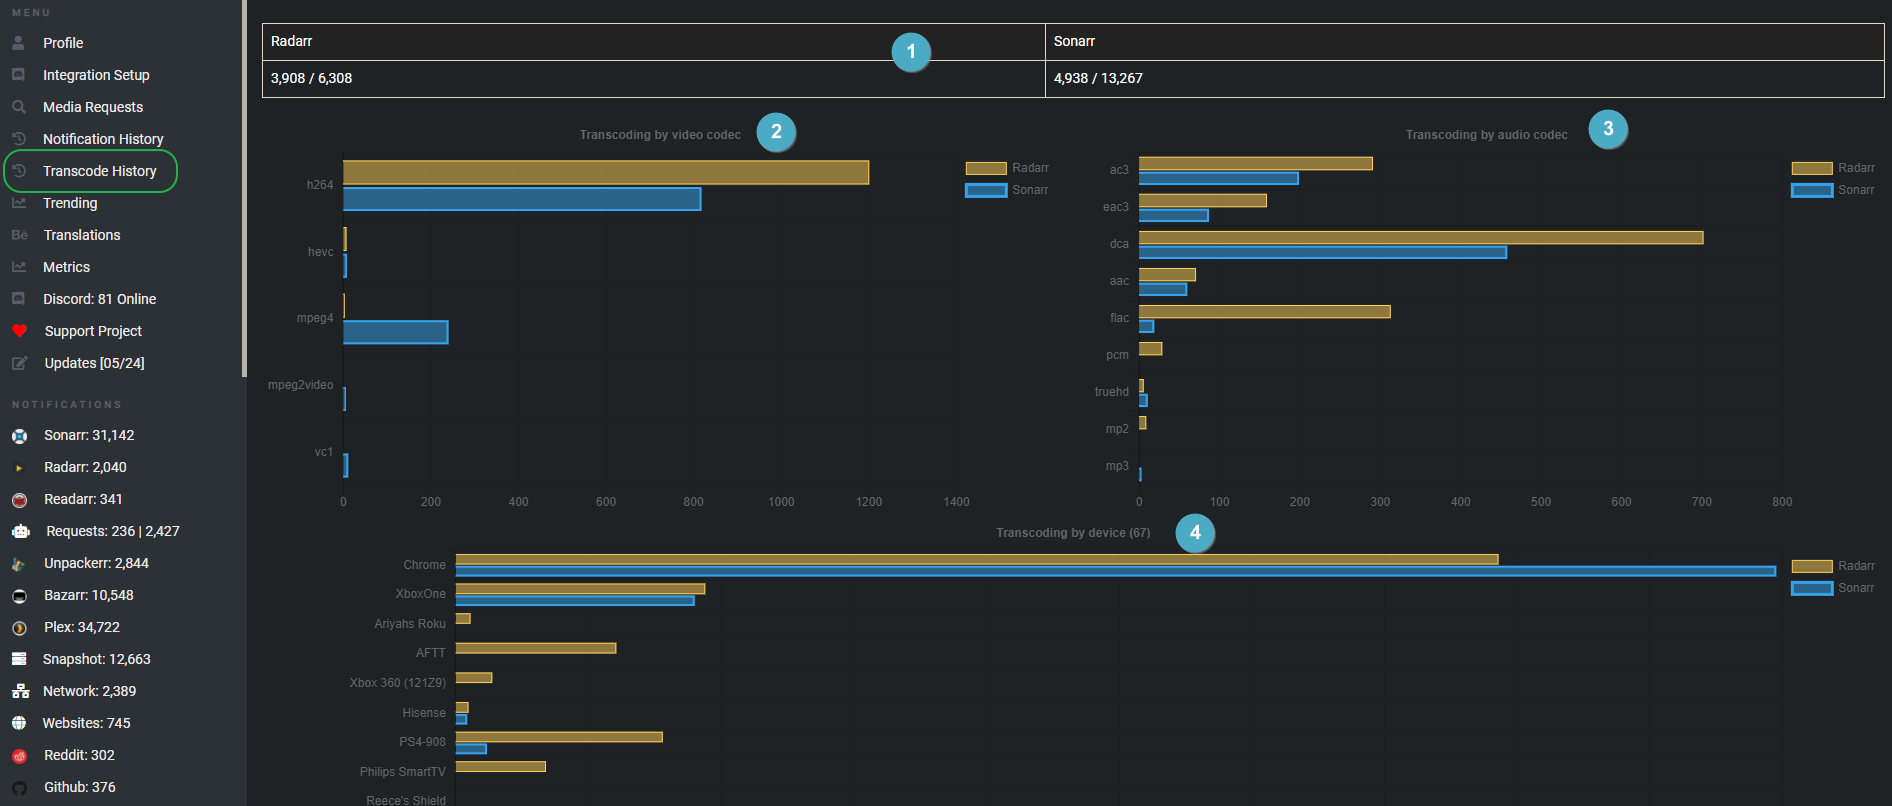 MENU
Profile
Integration Setup
Media Requests
Notification History
Transcode History
Trending
Bē Translations
Metrics
Discord: 81 Online
Support Project
Updates [05/24]
NOTIFICATIONS
Sonarr: 31,142
Radarr: 2,040
Readarr: 341
Requests: 236 | 2,427
Unpackerr: 2,844
Bazarr: 10,548
Plex: 34,722
Snapshot: 12,663
Network: 2,389
Websites: 745
Reddit: 302
Github: 376
Radarr
1
Sonarr
3,908 / 6,308
4,938 / 13,267
Transcoding by video codec
2
Radarr
Sonarr
h264
hevc
mpeg4
mpeg2video
vc1
0 200 400 600 800 1000 1200 1400
Transcoding by audio codec
3
Radarr
Sonarr
ac3
eac3
dca
aac
flac
pcm
truehd
mp2
mp3
0 100 200 300 400 500 600 700 800
Transcoding by device (67)
4
Radarr
Sonarr
Chrome
XboxOne
Ariyahs Roku
AFTT
Xbox 360 (121Z9)
Hisense
PS4-908
Philips SmartTV
Reece's Shield